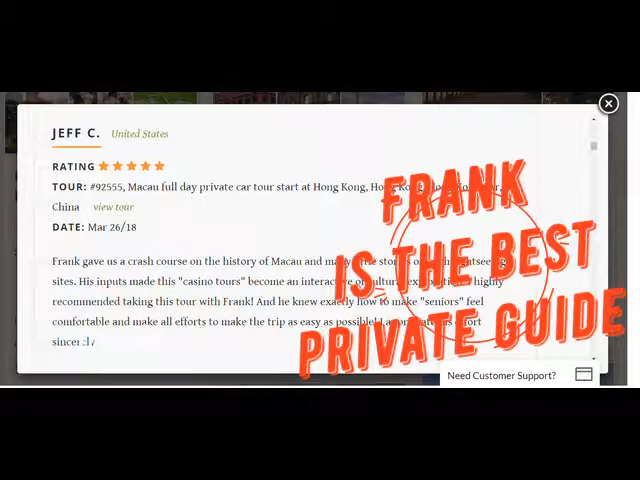 JEFF C. United States
RATING
TOUR: #92555, Macau full day private car tour start at Hong Kong, Hong Kong
China view tour
DATE: Mar 26/18
Frank gave us a crash course on the history of Macau and many
sites. His inputs made this "casino tours" become an interactive highly
recommended taking this tour with Frank! And he knew exactly how to make "seniors" feel
comfortable and make all efforts to make the trip as easy as possible!
FRANK
IS THE BEST
PRIVATE GUIDE
Need Customer Support?